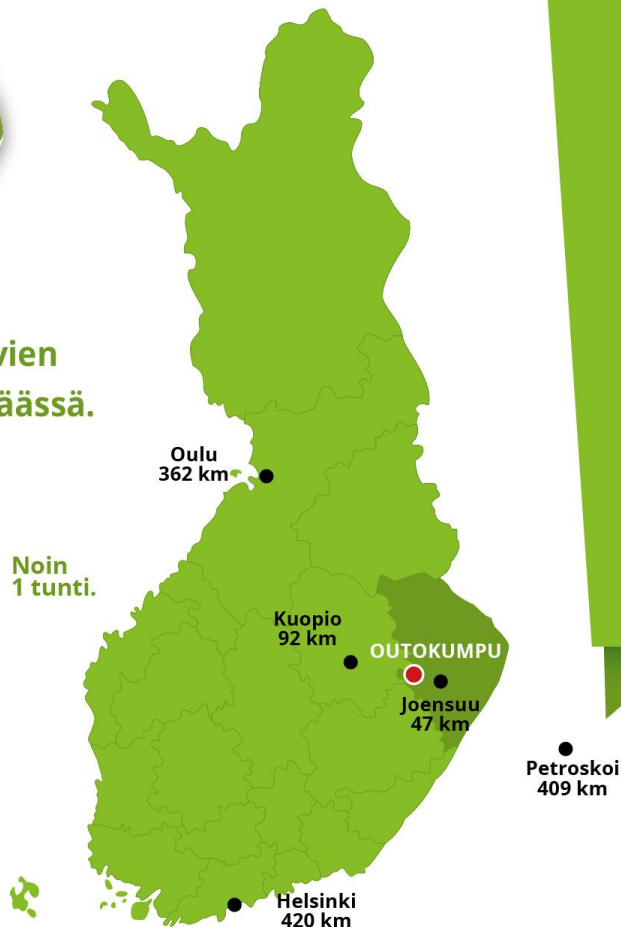 vien
äässä.
Oulu
362 km
Noin
1 tunti.
Kuopio
92 km
OUTOKUMPU
Joensuu
47 km
Petroskoi
409 km
Helsinki
420 km